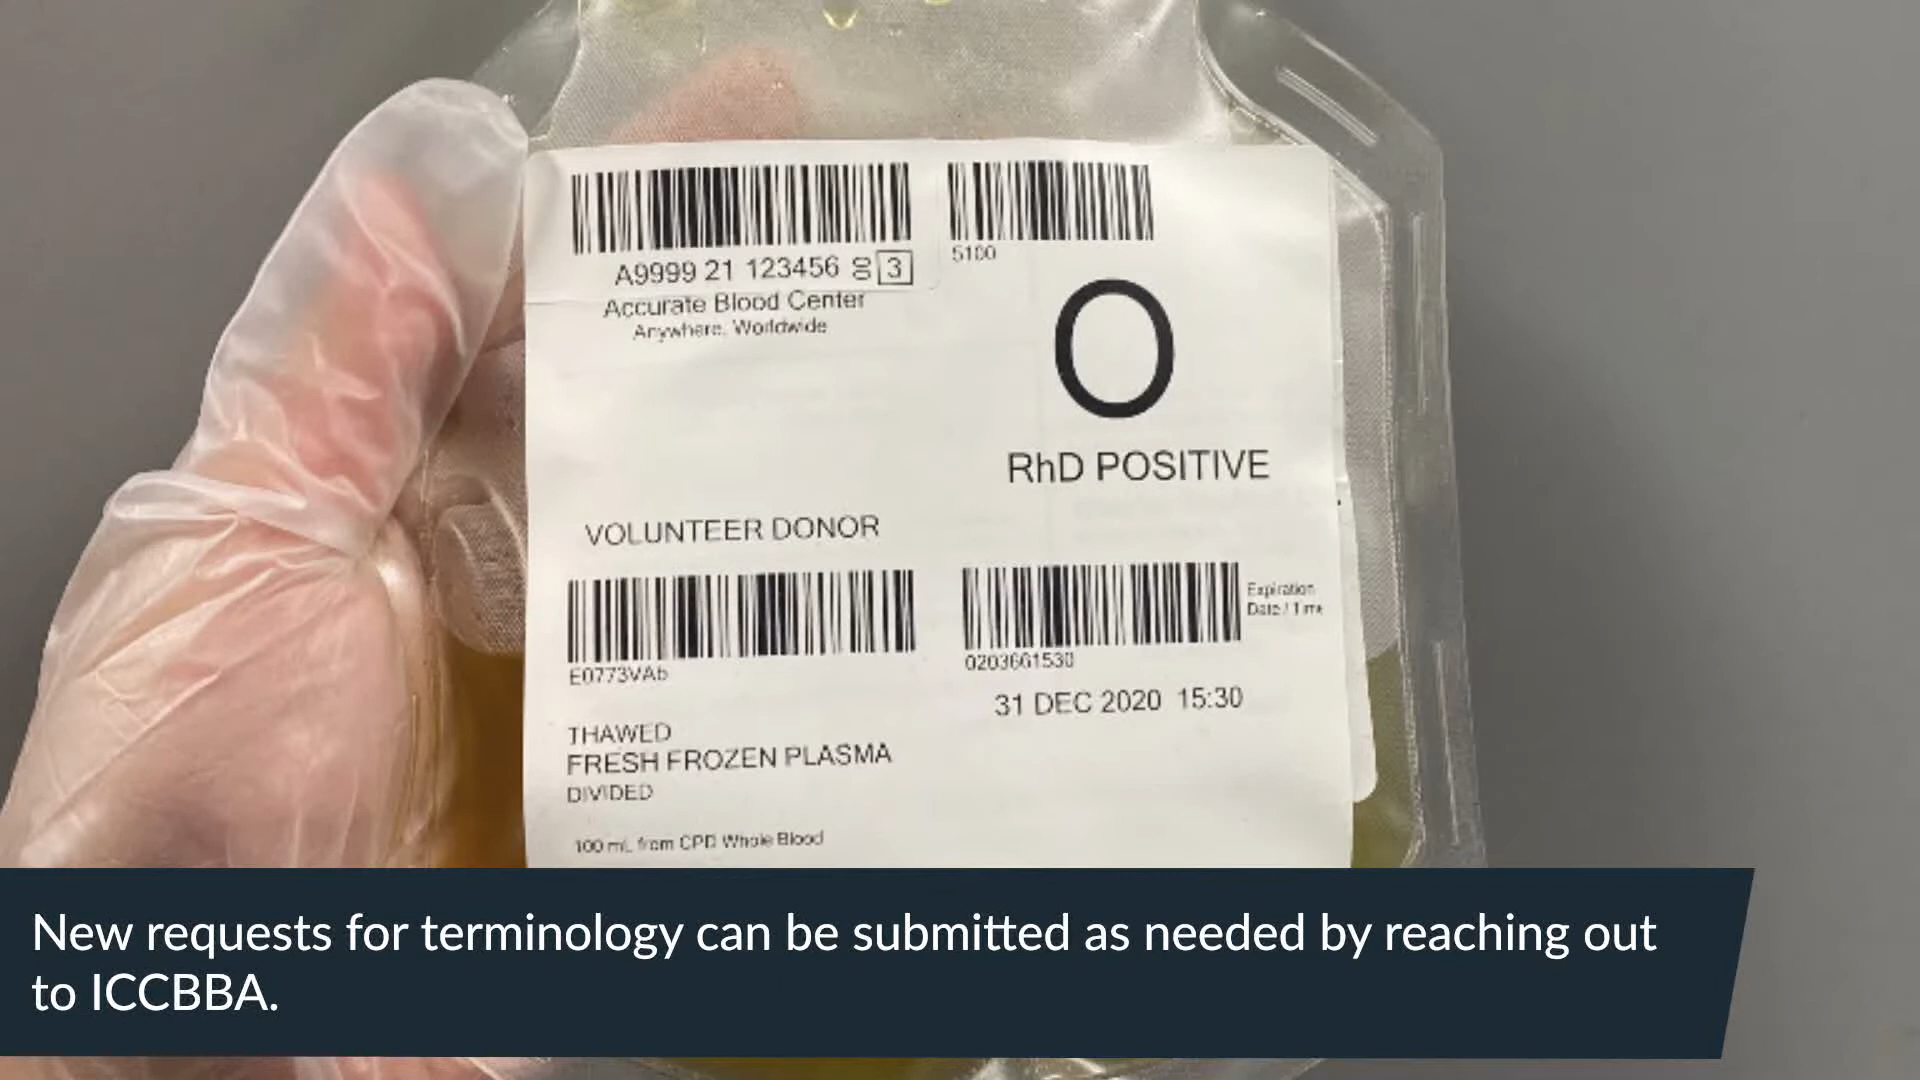 A9999 21 123456 00 3
Accurate Blood Center
Anywhere, Worldwide
5100
O
RhD POSITIVE
VOLUNTEER DONOR
E0773VAb
THAWED
FRESH FROZEN PLASMA
DIVIDED
100 mL from CPD Whole Blood
Expiration
Date / Time
0203661530
31 DEC 2020 15:30
New requests for terminology can be submitted as needed by reaching out
to ICCBBA.